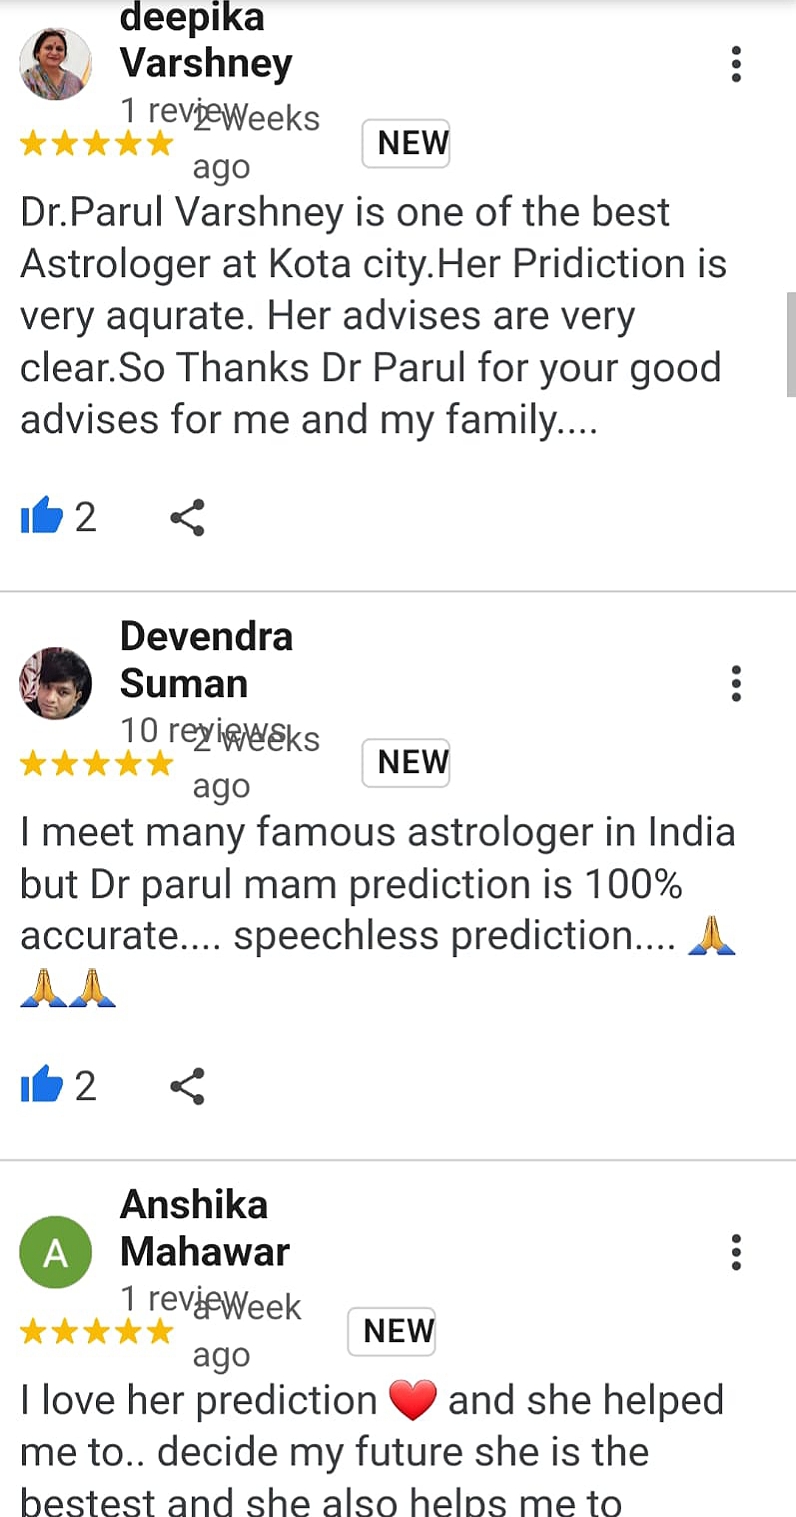 deepika
Varshney
1 review
2 weeks
ago
NEW
Dr.Parul Varshney is one of the best
Astrologer at Kota city.Her Pridiction is
very aqurate. Her advises are very
clear.So Thanks Dr Parul for your good
advises for me and my family....
2
Devendra
Suman
10 reviews
2 weeks
ago
NEW
I meet many famous astrologer in India
but Dr parul mam prediction is 100%
accurate.... speechless prediction.... 🙏
🙏🙏
2
A
Anshika
Mahawar
1 review
a week
ago
NEW
I love her prediction ❤️ and she helped
me to.. decide my future she is the
bestest and she also helps me to